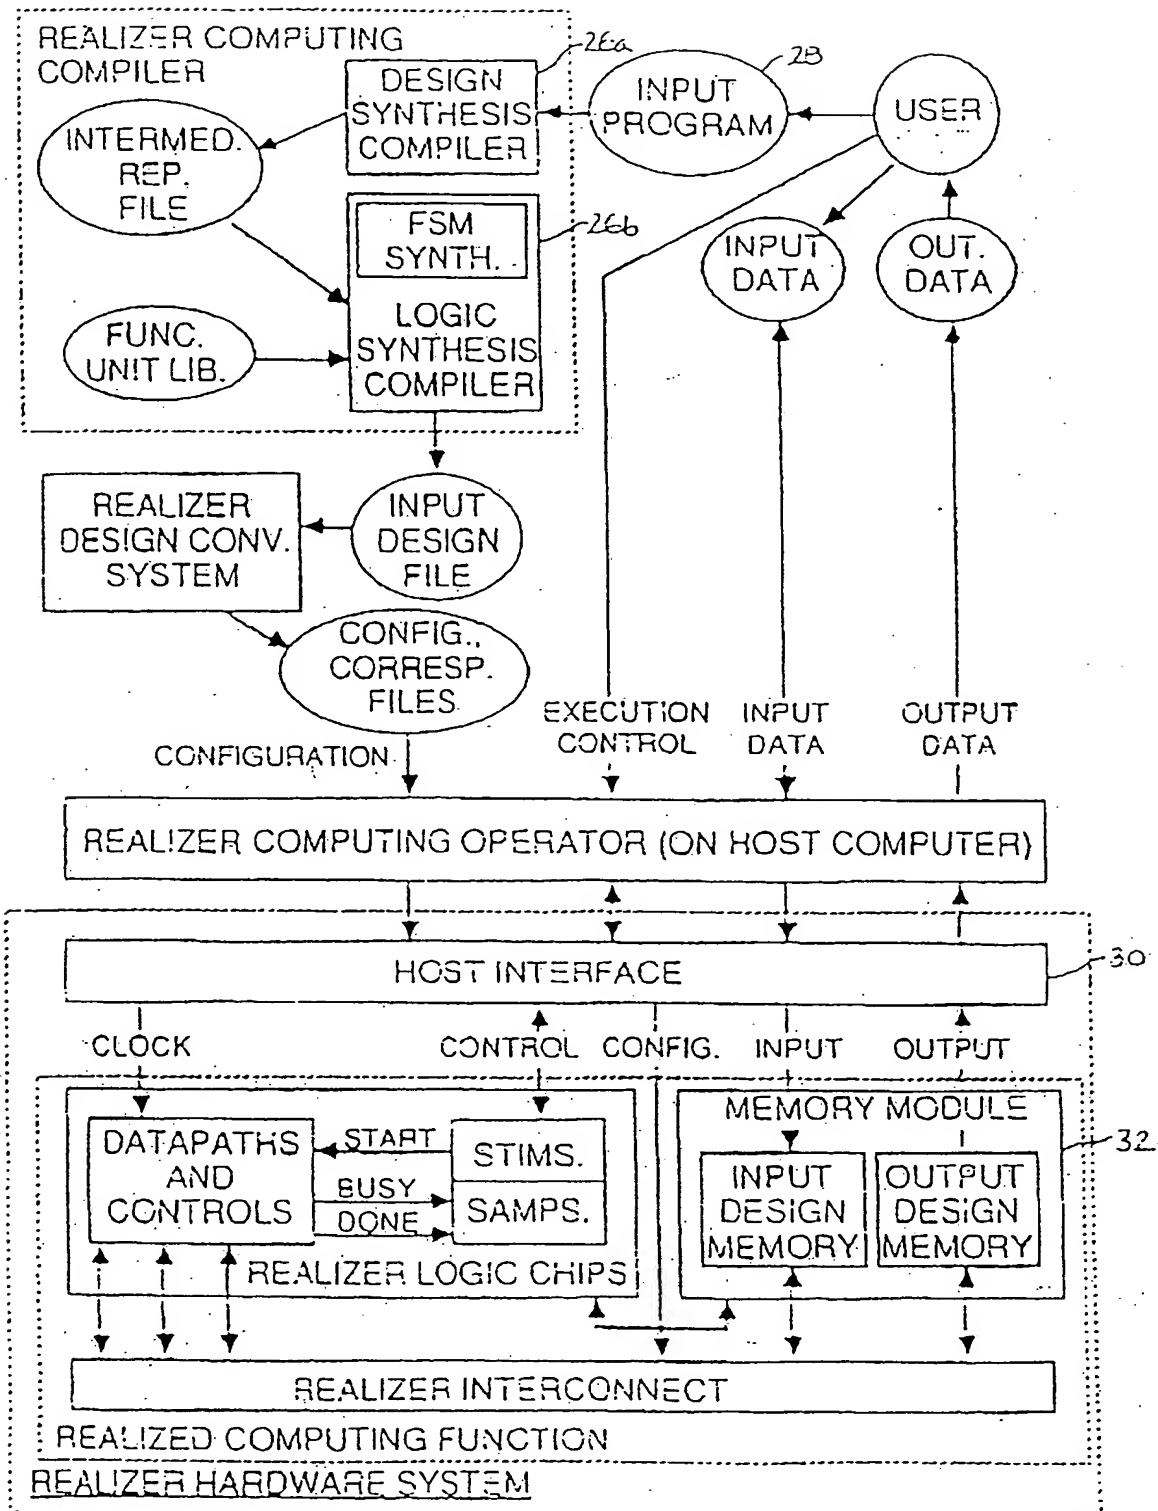 REALIZER COMPUTING
COMPILER
26a
DESIGN
SYNTHESIS
COMPILER
28
INPUT
PROGRAM
USER
INTERMED.
REP.
FILE
26b
FSM
SYNTH.
LOGIC
SYNTHESIS
COMPILER
FUNC.
UNIT LIB.
INPUT
DATA
OUT.
DATA
REALIZER
DESIGN CONV.
SYSTEM
INPUT
DESIGN
FILE
CONFIG.,
CORRESP.
FILES
CONFIGURATION
EXECUTION
CONTROL
INPUT
DATA
OUTPUT
DATA
REALIZER COMPUTING OPERATOR (ON HOST COMPUTER)
HOST INTERFACE
30
CLOCK
CONTROL
CONFIG.
INPUT
OUTPUT
DATAPATHS
AND
CONTROLS
START
BUSY
DONE
STIMS.
SAMPS.
REALIZER LOGIC CHIPS
MEMORY MODULE
32
INPUT
DESIGN
MEMORY
OUTPUT
DESIGN
MEMORY
REALIZER INTERCONNECT
REALIZED COMPUTING FUNCTION
REALIZER HARDWARE SYSTEM